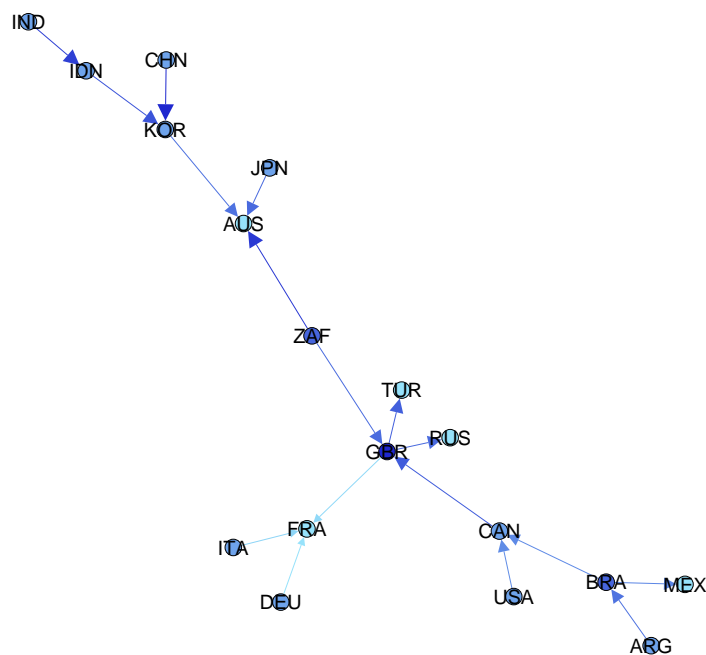 IND
CHN
IDN
KOR
JPN
AUS
ZAF
TUR
RUS
GBR
FRA
CAN
ITA
BRA
MEX
DEU
USA
ARG